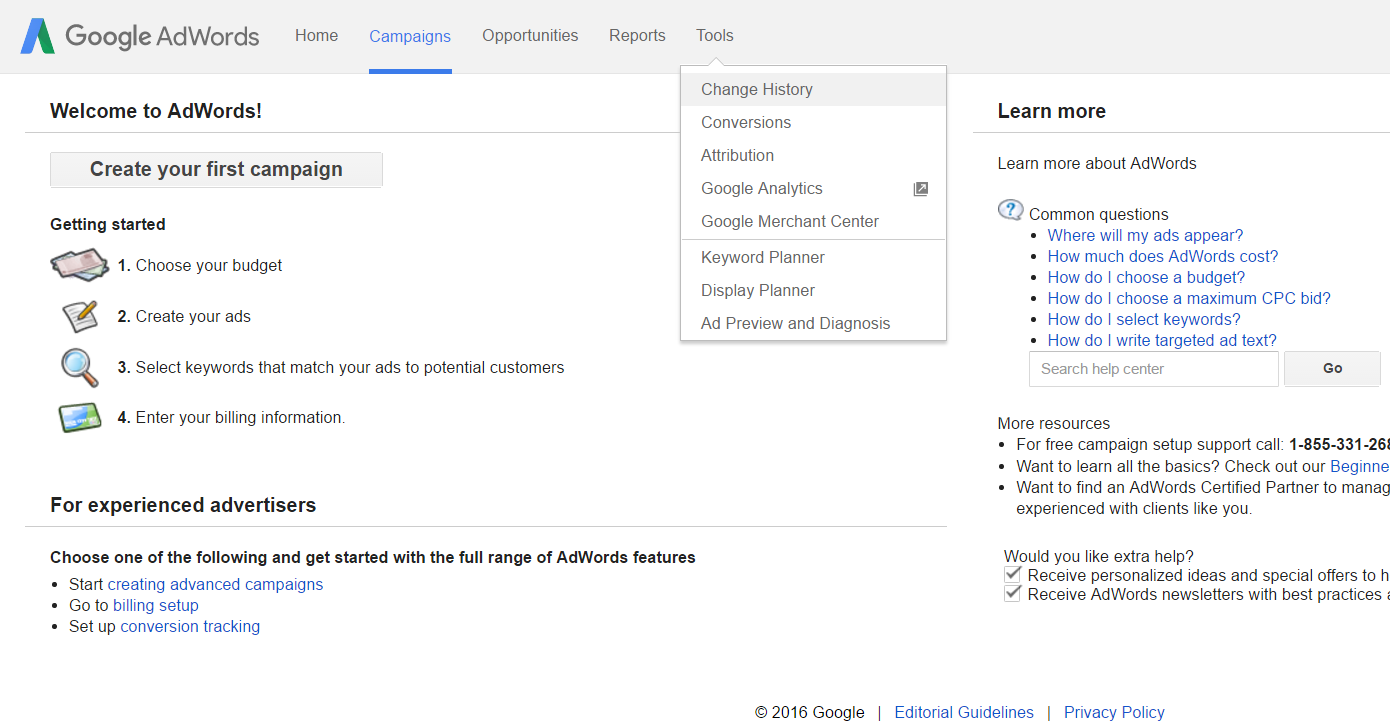 Google AdWords Home Campaigns Opportunities Reports Tools
Change History
Conversions
Attribution
Google Analytics
Google Merchant Center
Keyword Planner
Display Planner
Ad Preview and Diagnosis
Welcome to AdWords!
Create your first campaign
Getting started
1. Choose your budget
2. Create your ads
3. Select keywords that match your ads to potential customers
4. Enter your billing information.
For experienced advertisers
Choose one of the following and get started with the full range of AdWords features
• Start creating advanced campaigns
• Go to billing setup
• Set up conversion tracking
Learn more
Learn more about AdWords
? Common questions
• Where will my ads appear?
• How much does AdWords cost?
• How do I choose a budget?
• How do I choose a maximum CPC bid?
• How do I select keywords?
• How do I write targeted ad text?
Search help center Go
More resources
• For free campaign setup support call: 1-855-331-268
• Want to learn all the basics? Check out our Beginne
• Want to find an AdWords Certified Partner to manag
experienced with clients like you.
Would you like extra help?
Receive personalized ideas and special offers to h
Receive AdWords newsletters with best practices a
© 2016 Google | Editorial Guidelines | Privacy Policy